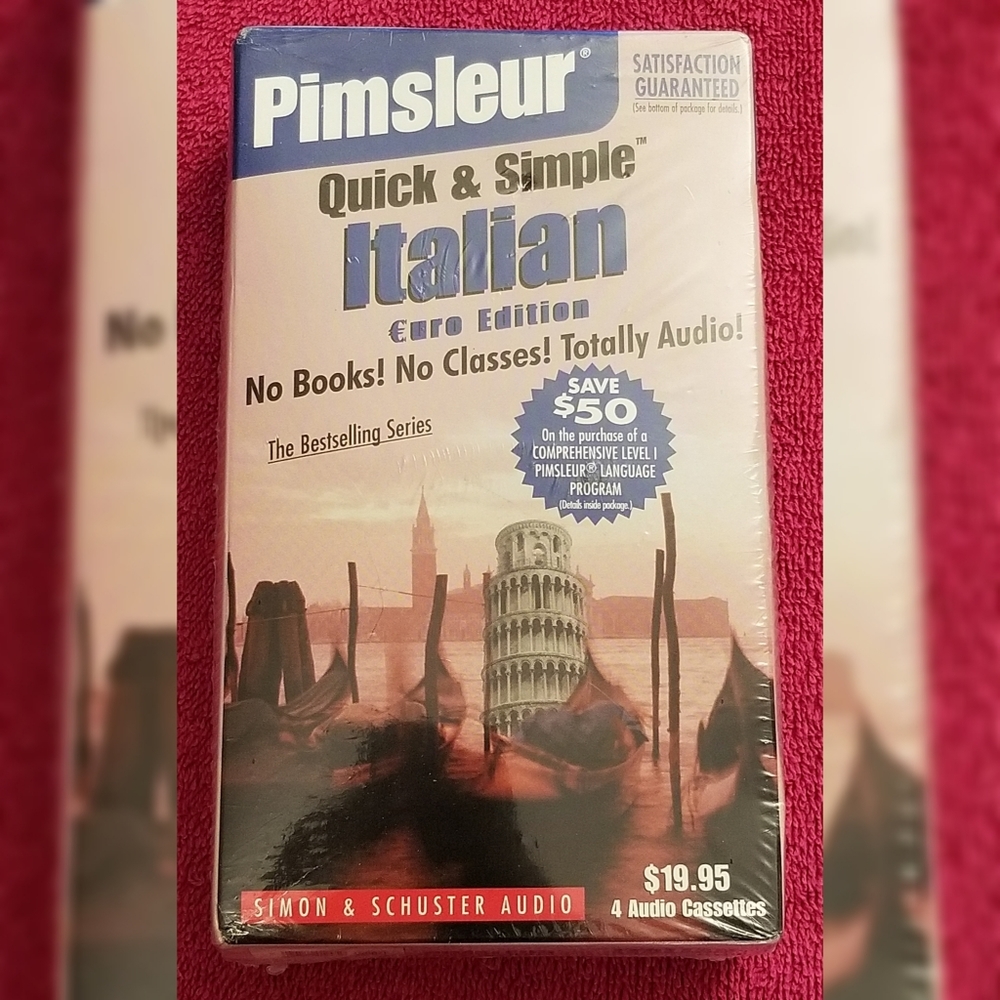 Pimsleur®
SATISFACTION
GUARANTEED
(See bottom of package for details.)
Quick & Simple™
Italian
€uro Edition
No Books! No Classes! Totally Audio!
The Bestselling Series
SAVE
$50
On the purchase of a
COMPREHENSIVE LEVEL I
PIMSLEUR® LANGUAGE
PROGRAM
(Details inside package.)
$19.95
SIMON & SCHUSTER AUDIO
4 Audio Cassettes